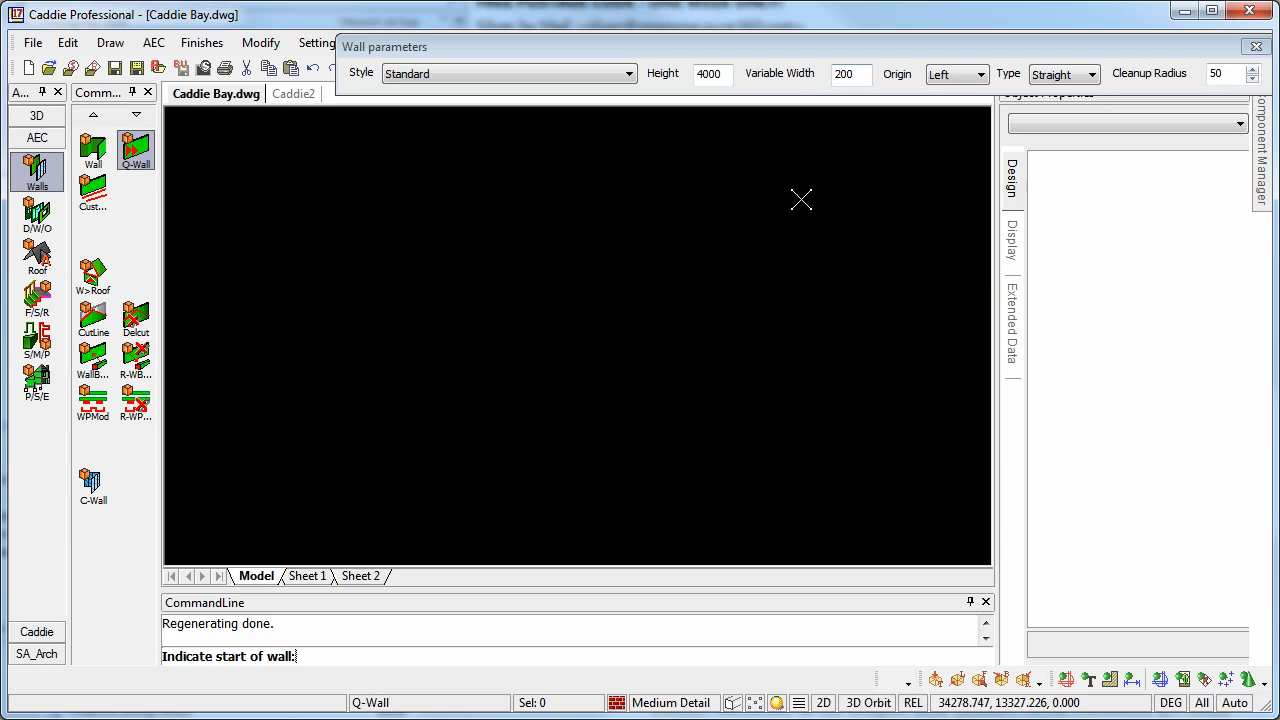 Caddie Professional - [Caddie Bay.dwg]
File Edit Draw AEC Finishes Modify Setting
Wall parameters
Style Standard Height 4000 Variable Width 200 Origin Left Type Straight Cleanup Radius 50
A... Comm...
Caddie Bay.dwg Caddie2
3D
AEC
Walls
D/W/O
Roof
F/S/R
S/M/P
P/S/E
Caddie
SA_Arch
Wall Q-Wall
Cust...
W>Roof
CutLine Delcut
WallB... R-WB...
WPMod R-WP...
C-Wall
Object Properties
Design
Display
Extended Data
Component Manager
Model Sheet 1 Sheet 2
CommandLine
Regenerating done.
Indicate start of wall:
Q-Wall Sel: 0 Medium Detail 2D 3D Orbit REL 34278.747, 13327.226, 0.000 DEG All Auto